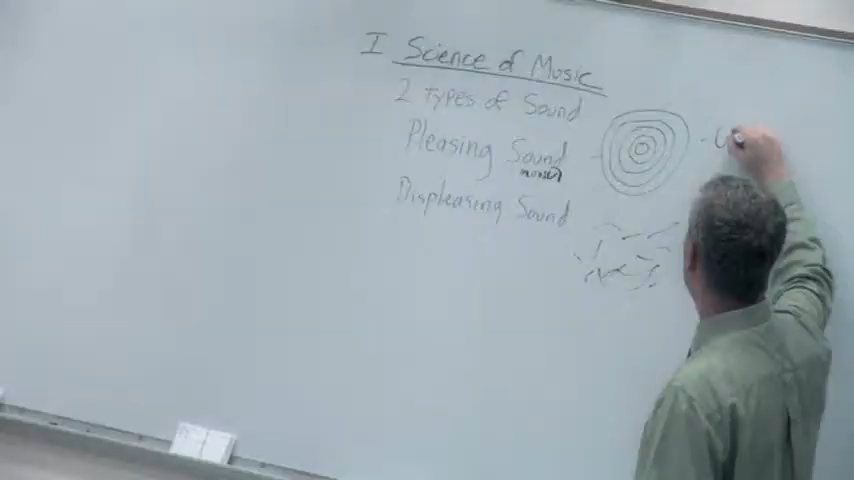 I Science of Music
2 Types of Sound
Pleasing Sound
Displeasing Sound